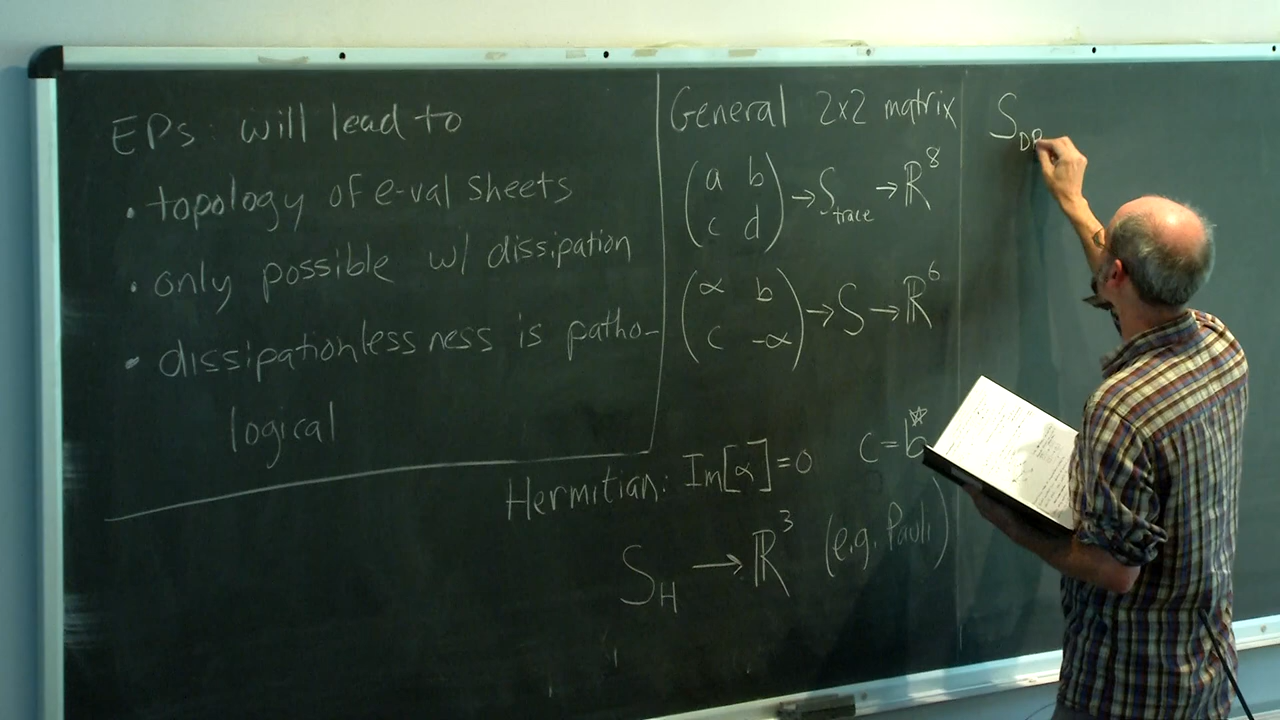 EPs: will lead to
• topology of e-val sheets
• only possible w/ dissipation
• dissipationlessness is patho-
logical
General 2x2 matrix
(a b
c d) → S_trace → ℝ^8
(α b
c -α) → S → ℝ^6
Hermitian: Im[α]=0 c=b*
S_H → ℝ^3 (e.g. Pauli)
S_DP